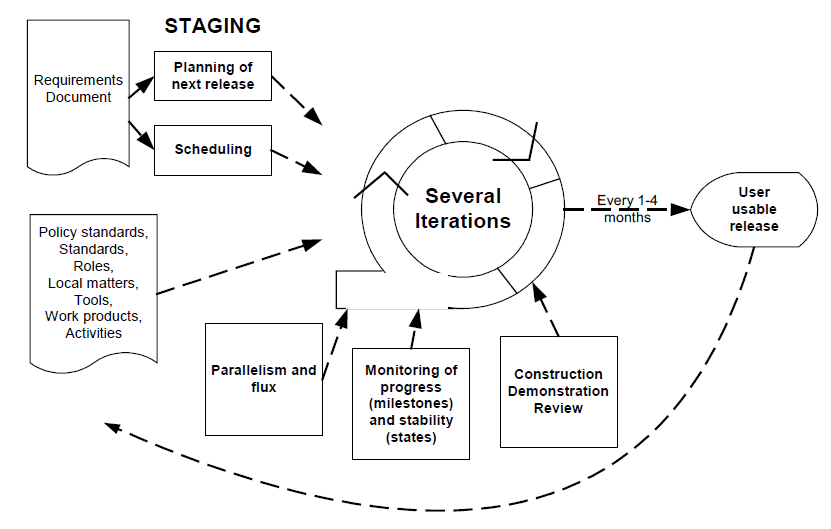 STAGING
Requirements
Document
Planning of
next release
Scheduling
Policy standards,
Standards,
Roles,
Local matters,
Tools,
Work products,
Activities
Several
Iterations
Every 1-4
months
User
usable
release
Parallelism and
flux
Monitoring of
progress
(milestones)
and stability
(states)
Construction
Demonstration
Review